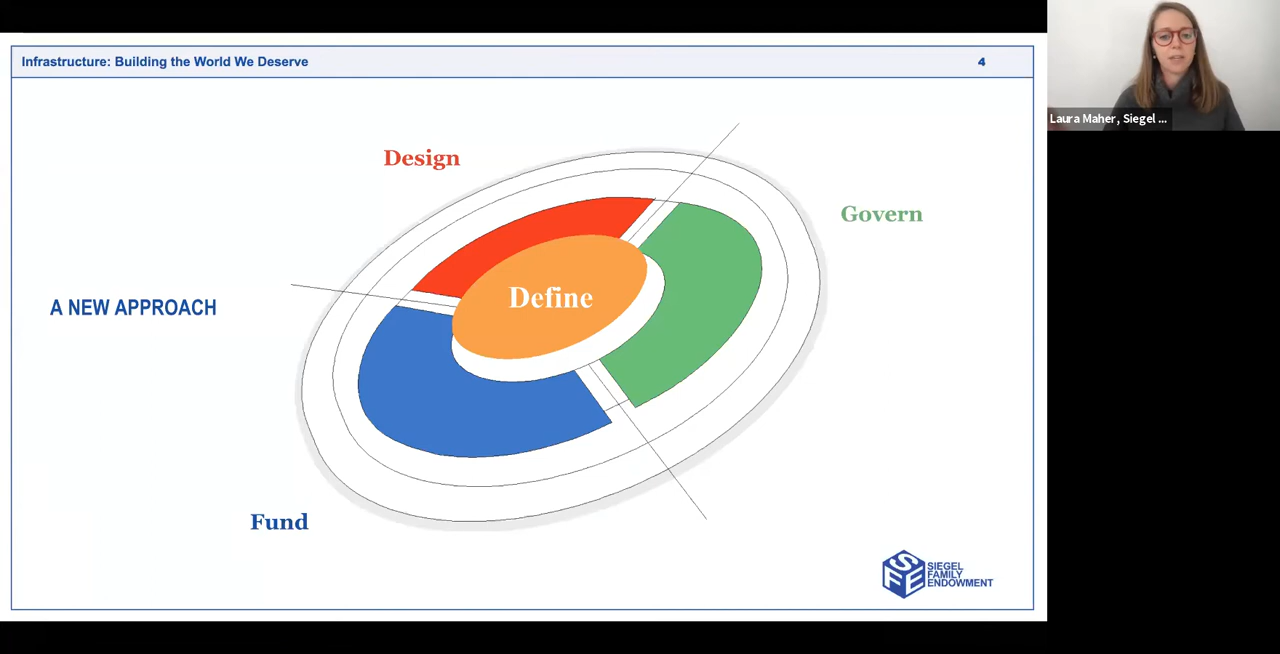 Infrastructure: Building the World We Deserve
4
Laura Maher, Siegel ...
Design
Govern
A NEW APPROACH
Define
Fund
SFE
SIEGEL
FAMILY
ENDOWMENT